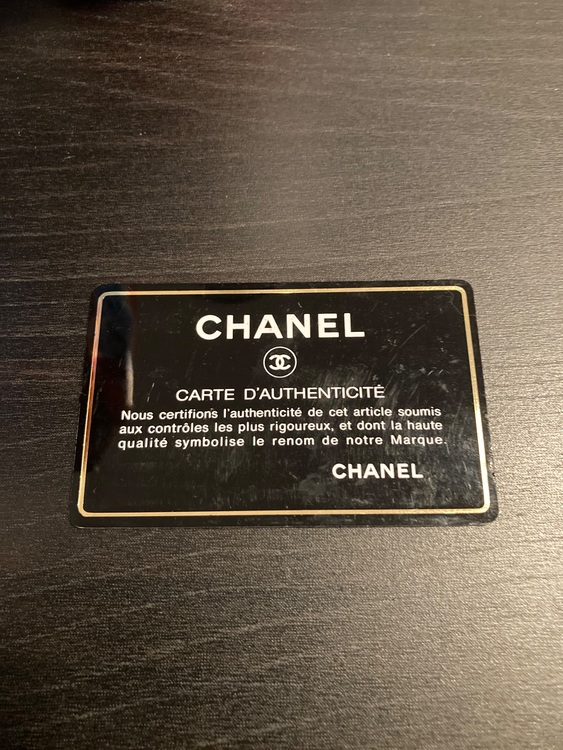 CHANEL
CARTE D'AUTHENTICITÉ
Nous certifions l'authenticité de cet article soumis
aux contrôles les plus rigoureux, et dont la haute
qualité symbolise le renom de notre Marque.
CHANEL